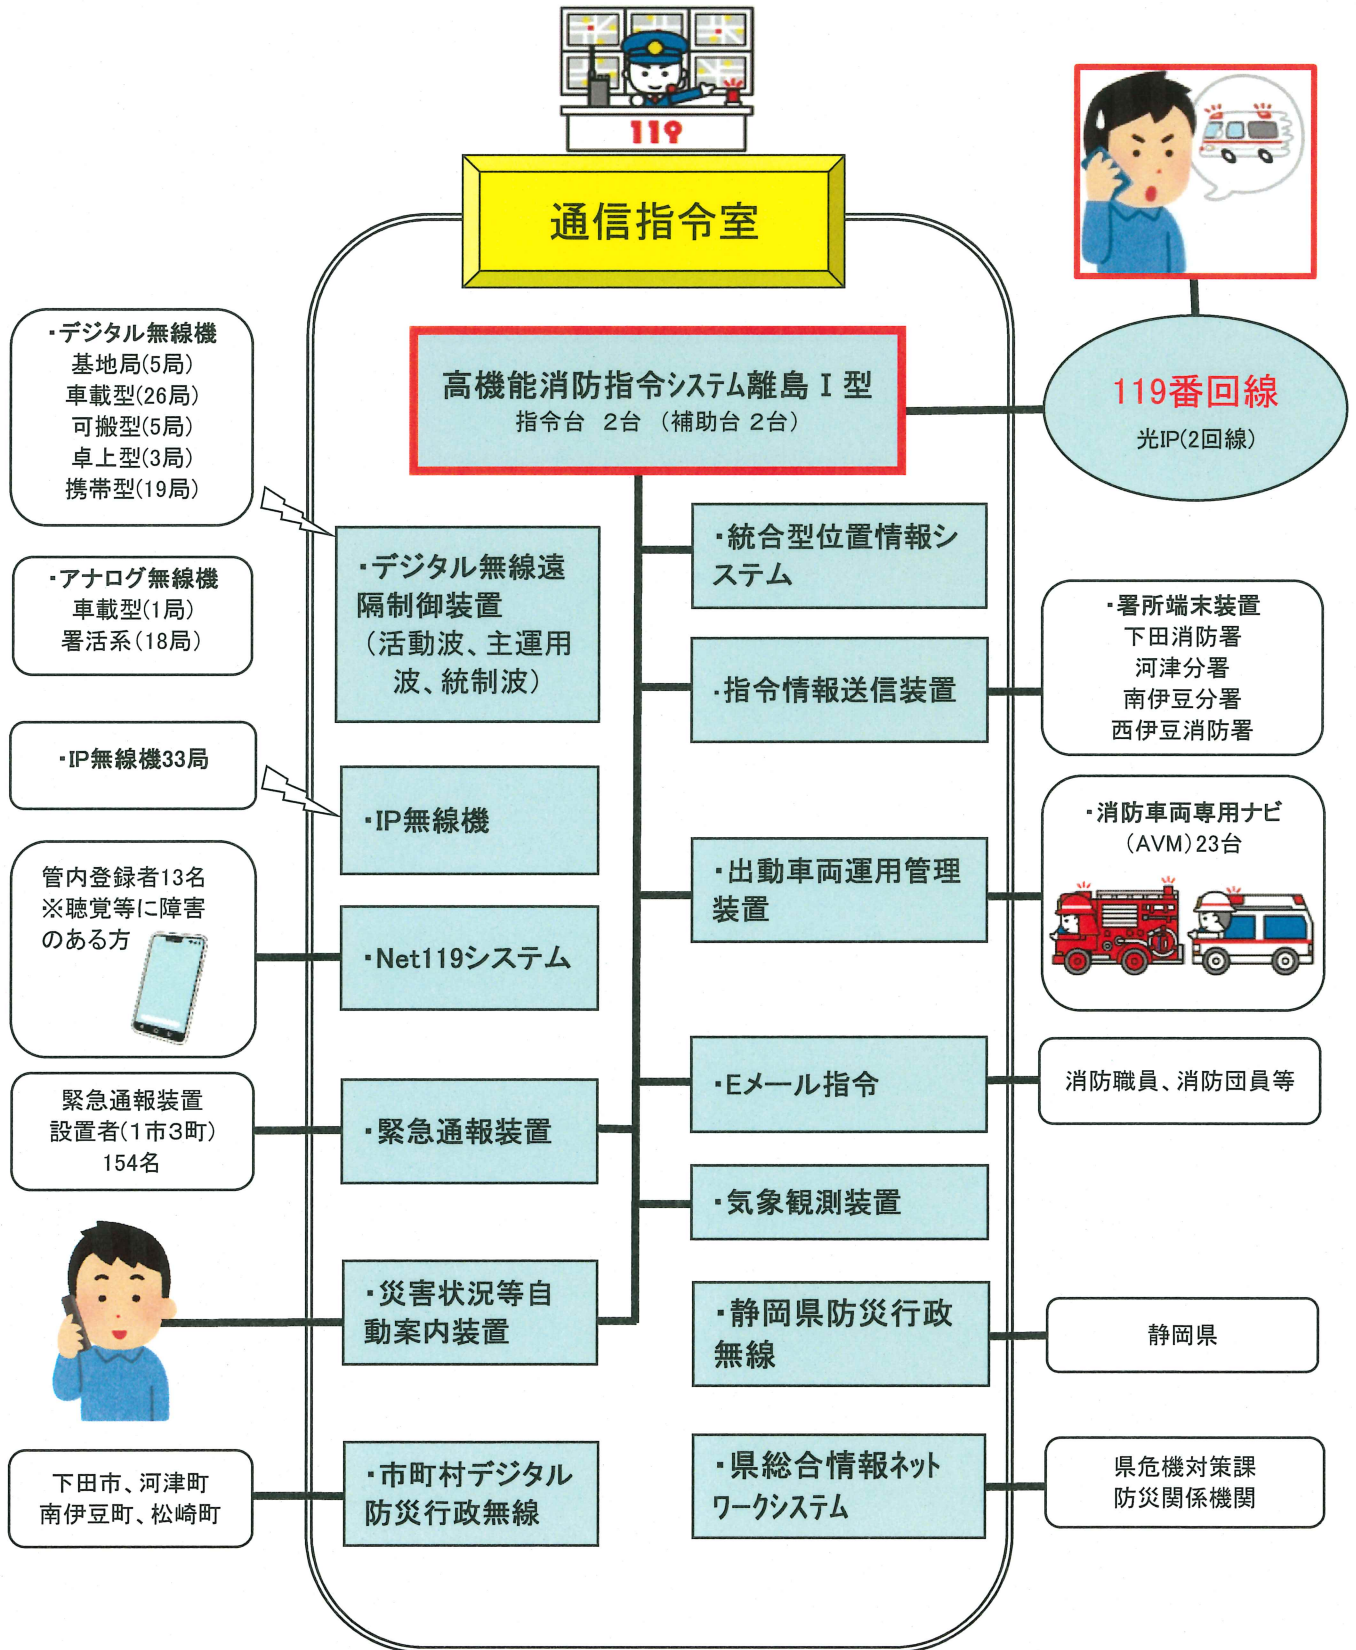 119
通信指令室
高機能消防指令システム離島Ⅰ型
指令台 2台 （補助台 2台）
119番回線
光IP(2回線)
・デジタル無線機
基地局(5局)
車載型(26局)
可搬型(5局)
卓上型(3局)
携帯型(19局)
・アナログ無線機
車載型(1局)
署活系(18局)
・IP無線機33局
管内登録者13名
※聴覚等に障害
のある方
緊急通報装置
設置者(1市3町)
154名
下田市、河津町
南伊豆町、松崎町
・デジタル無線遠
隔制御装置
（活動波、主運用
波、統制波）
・IP無線機
・Net119システム
・緊急通報装置
・災害状況等自
動案内装置
・市町村デジタル
防災行政無線
・統合型位置情報シ
ステム
・指令情報送信装置
・出動車両運用管理
装置
・Eメール指令
・気象観測装置
・静岡県防災行政
無線
・県総合情報ネット
ワークシステム
・署所端末装置
下田消防署
河津分署
南伊豆分署
西伊豆消防署
・消防車両専用ナビ
(AVM)23台
消防職員、消防団員等
静岡県
県危機対策課
防災関係機関